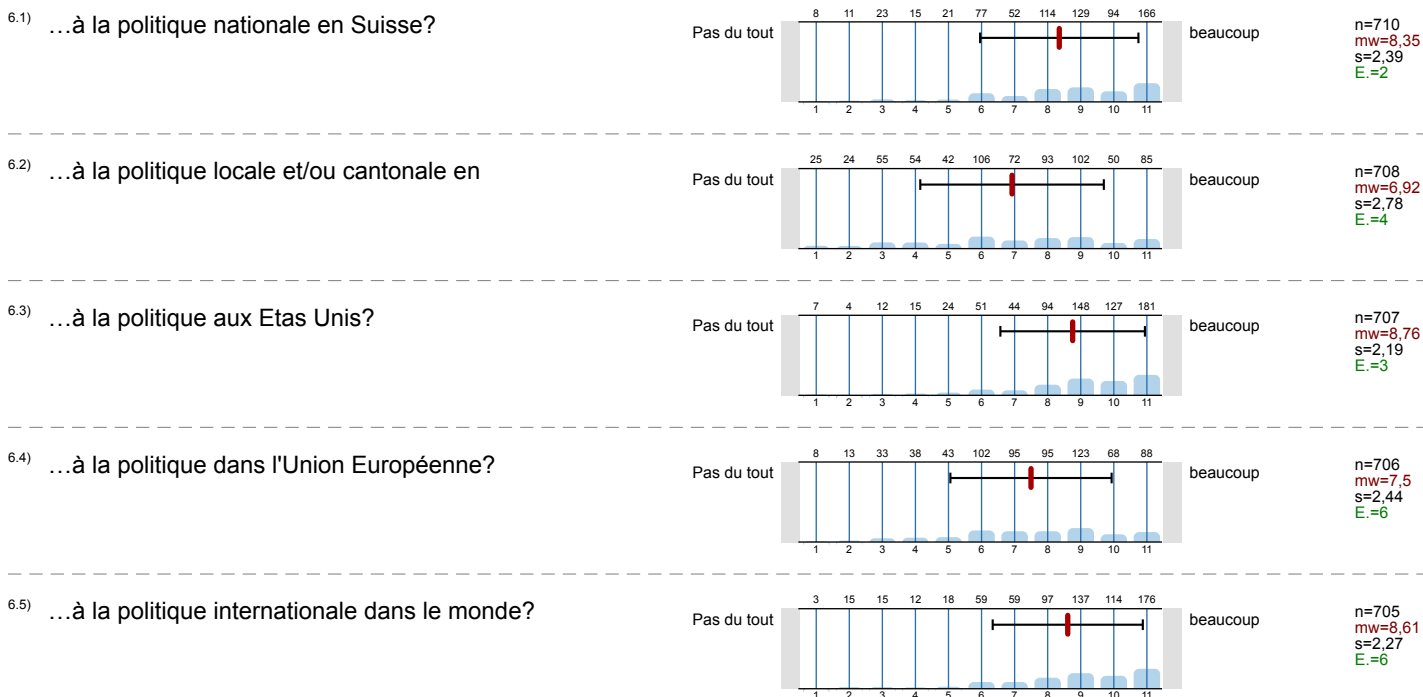 6.1) …à la politique nationale en Suisse?
8 11 23 15 21 77 52 114 129 94 166
Pas du tout beaucoup
1 2 3 4 5 6 7 8 9 10 11
n=710
mw=8,35
s=2,39
E.=2
6.2) …à la politique locale et/ou cantonale en
25 24 55 54 42 106 72 93 102 50 85
Pas du tout beaucoup
1 2 3 4 5 6 7 8 9 10 11
n=708
mw=6,92
s=2,78
E.=4
6.3) …à la politique aux Etas Unis?
7 4 12 15 24 51 44 94 148 127 181
Pas du tout beaucoup
1 2 3 4 5 6 7 8 9 10 11
n=707
mw=8,76
s=2,19
E.=3
6.4) …à la politique dans l'Union Européenne?
8 13 33 38 43 102 95 95 123 68 88
Pas du tout beaucoup
1 2 3 4 5 6 7 8 9 10 11
n=706
mw=7,5
s=2,44
E.=6
6.5) …à la politique internationale dans le monde?
3 15 15 12 18 59 59 97 137 114 176
Pas du tout beaucoup
1 2 3 4 5 6 7 8 9 10 11
n=705
mw=8,61
s=2,27
E.=6